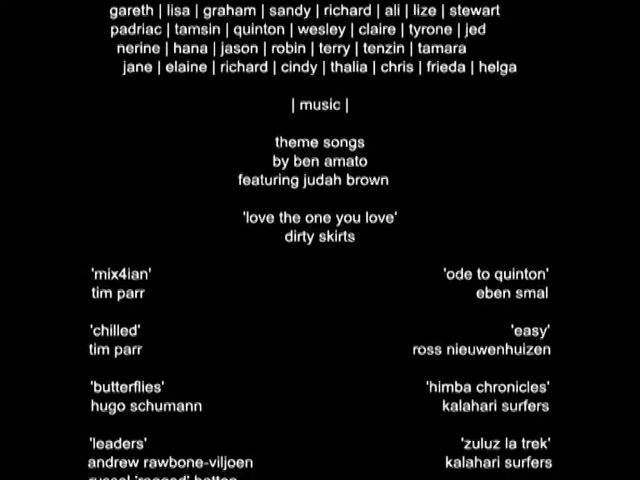 gareth | lisa | graham | sandy | richard | ali | lize | stewart
padriac | tamsin | quinton | wesley | claire | tyrone | jed
nerine | hana | jason | robin | terry | tenzin | tamara
jane | elaine | richard | cindy | thalia | chris | frieda | helga
| music |
theme songs
by ben amato
featuring judah brown
'love the one you love'
dirty skirts
'mix4ian'
tim parr
'ode to quinton'
eben smal
'chilled'
tim parr
'easy'
ross nieuwenhuizen
'butterflies'
hugo schumann
'himba chronicles'
kalahari surfers
'leaders'
andrew rawbone-viljoen
'zuluz la trek'
kalahari surfers